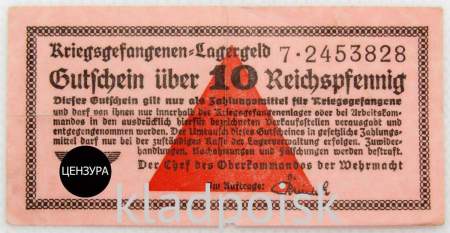 Kriegsgefangenen-Lagergeld 7·2453828
Gutschein über 10 Reichspfennig
Dieser Gutschein gilt nur als Zahlungsmittel für Kriegsgefangene
und darf von ihnen nur innerhalb der Kriegsgefangenenlager oder bei Arbeitskom-
mandos in den ausdrücklich hierfür bezeichneten Verkaufsstellen verausgabt und
entgegengenommen werden. Der Umtausch dieses Gutscheines in gesetzliche Zahlungs-
mittel darf nur bei der zuständigen Kasse der Lagerverwaltung erfolgen. Zuwider-
handlungen, Nachahmungen und Fälschungen werden bestraft.
Der Chef des Oberkommandos der Wehrmacht
Im Auftrage:
ЦЕНЗУРА
kladpoisk